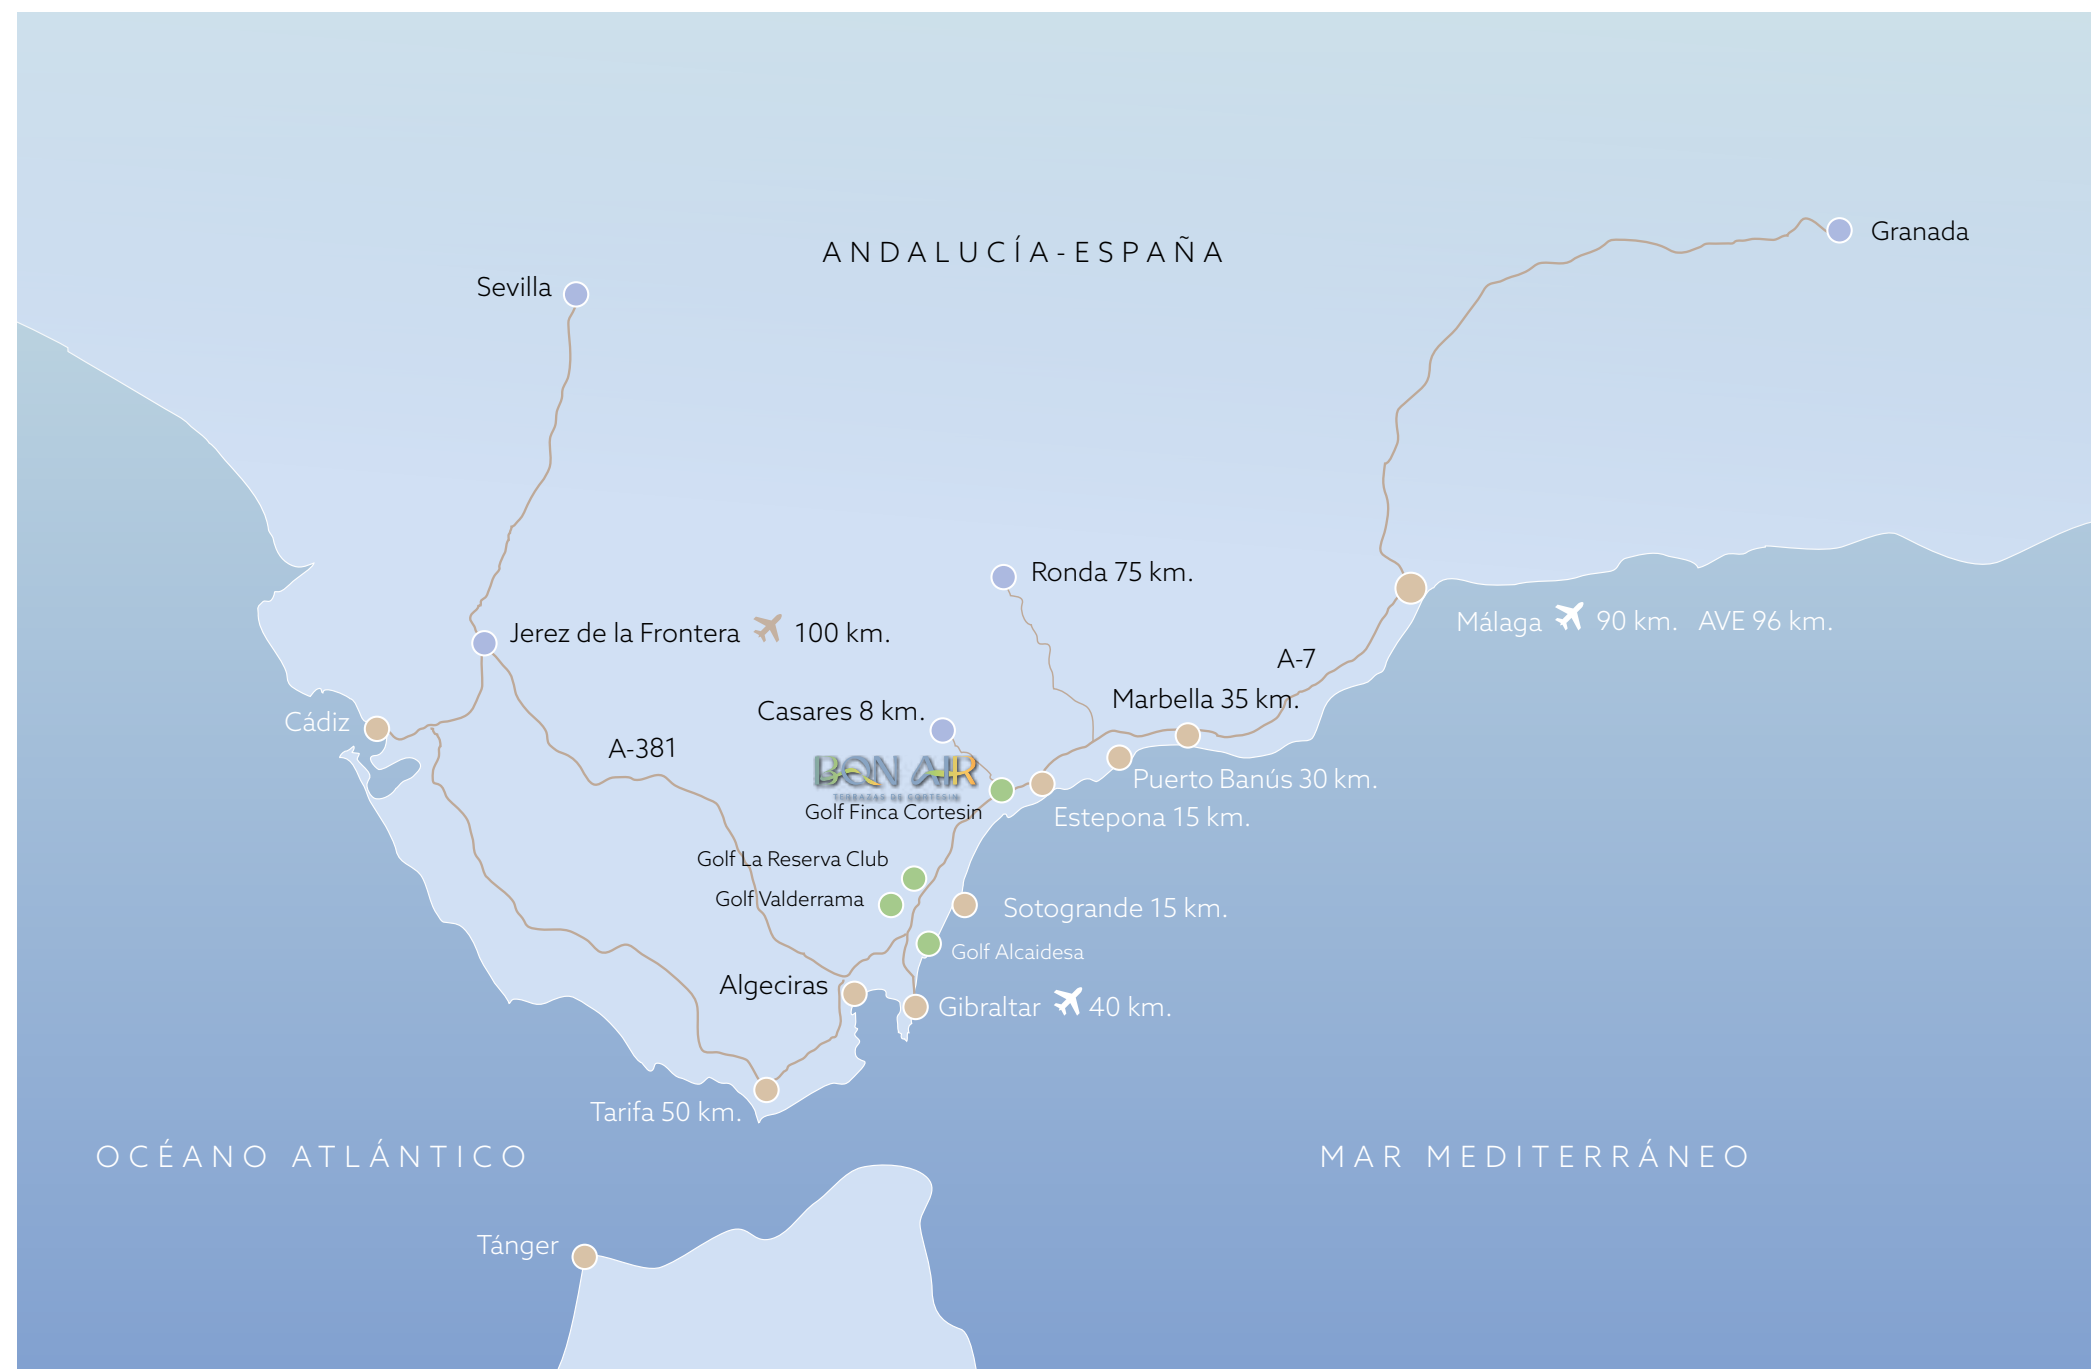 Granada
ANDALUCÍA-ESPAÑA
Sevilla
Ronda 75 km.
Málaga 90 km. AVE 96 km.
Jerez de la Frontera 100 km.
A-7
Marbella 35 km.
Casares 8 km.
Cádiz
A-381
BON AIR
TERRAZAS DE CORTESIN
Puerto Banús 30 km.
Golf Finca Cortesin
Estepona 15 km.
Golf La Reserva Club
Golf Valderrama
Sotogrande 15 km.
Golf Alcaidesa
Algeciras
Gibraltar 40 km.
Tarifa 50 km.
OCÉANO ATLÁNTICO
MAR MEDITERRÁNEO
Tánger